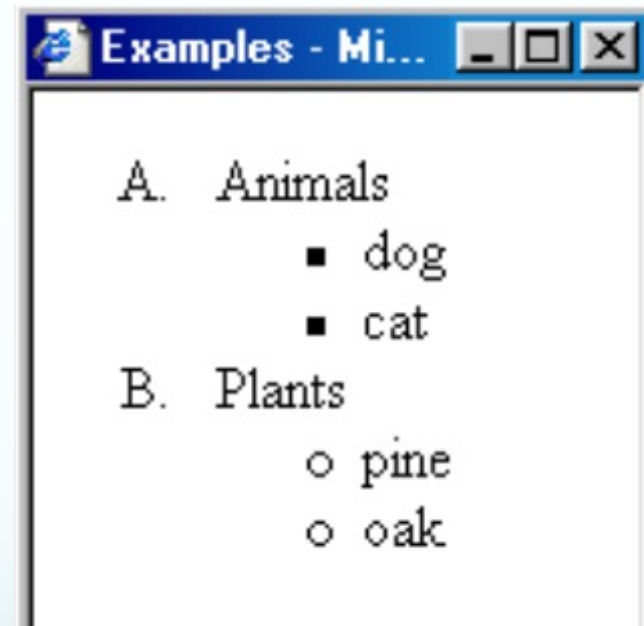 Examples - Mi...
A. Animals
▪ dog
▪ cat
B. Plants
○ pine
○ oak